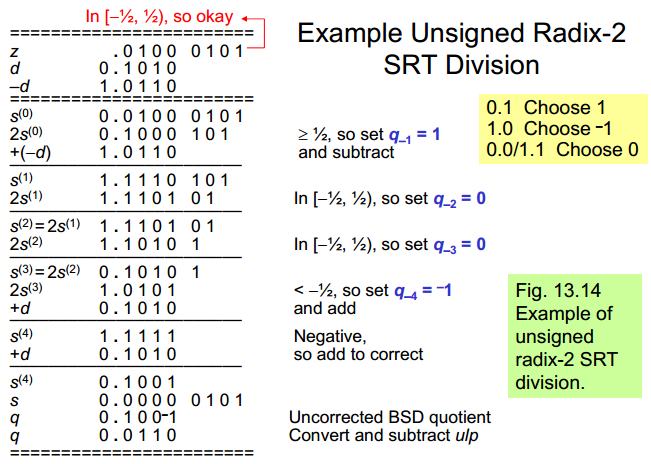 In [−½, ½), so okay
Example Unsigned Radix-2
SRT Division
========================
z .0100 0101
d 0.1010
–d 1.0110
========================
s(0) 0.0100 0101
2s(0) 0.1000 101
+(–d) 1.0110
≥ ½, so set q–1 = 1
and subtract
0.1 Choose 1
1.0 Choose –1
0.0/1.1 Choose 0
s(1) 1.1110 101
2s(1) 1.1101 01
In [−½, ½), so set q–2 = 0
s(2)=2s(1) 1.1101 01
2s(2) 1.1010 1
In [−½, ½), so set q–3 = 0
s(3)=2s(2) 0.1010 1
2s(3) 1.0101
+d 0.1010
< −½, so set q–4 = –1
and add
s(4) 1.1111
+d 0.1010
Negative,
so add to correct
s(4) 0.1001
s 0.0000 0101
q 0.100–1
q 0.0110
Uncorrected BSD quotient
Convert and subtract ulp
========================
Fig. 13.14
Example of
unsigned
radix-2 SRT
division.